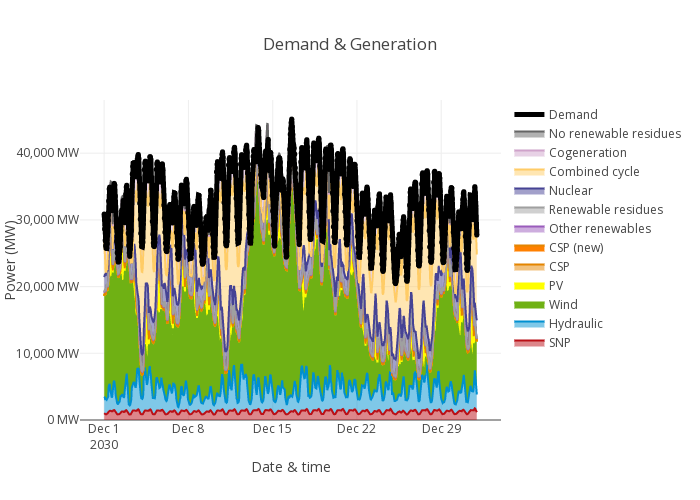 Demand & Generation
Demand
No renewable residues
Cogeneration
Combined cycle
Nuclear
Renewable residues
Other renewables
CSP (new)
CSP
PV
Wind
Hydraulic
SNP
40,000 MW
30,000 MW
20,000 MW
10,000 MW
0 MW
Power (MW)
Dec 1
2030
Dec 8
Dec 15
Dec 22
Dec 29
Date & time